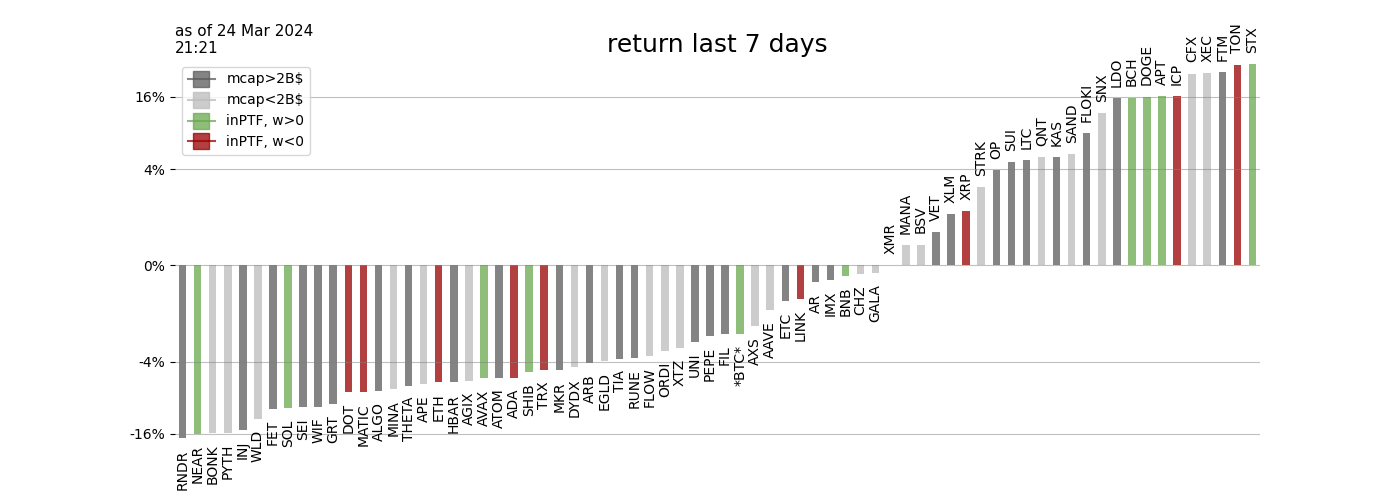 as of 24 Mar 2024
21:21
return last 7 days
mcap>2B$
mcap<2B$
inPTF, w>0
inPTF, w<0
16%
4%
0%
-4%
-16%
RNDR
NEAR
BONK
PYTH
INJ
WLD
FET
SOL
SEI
WIF
GRT
DOT
MATIC
ALGO
MINA
THETA
APE
ETH
HBAR
AGIX
AVAX
ATOM
ADA
SHIB
TRX
MKR
DYDX
ARB
EGLD
TIA
RUNE
FLOW
ORDI
XTZ
UNI
PEPE
FIL
*BTC*
AXS
AAVE
ETC
LINK
AR
IMX
BNB
CHZ
GALA
XMR
MANA
BSV
VET
XLM
XRP
STRK
OP
SUI
LTC
QNT
KAS
SAND
FLOKI
SNX
LDO
BCH
DOGE
APT
ICP
CFX
XEC
FTM
TON
STX